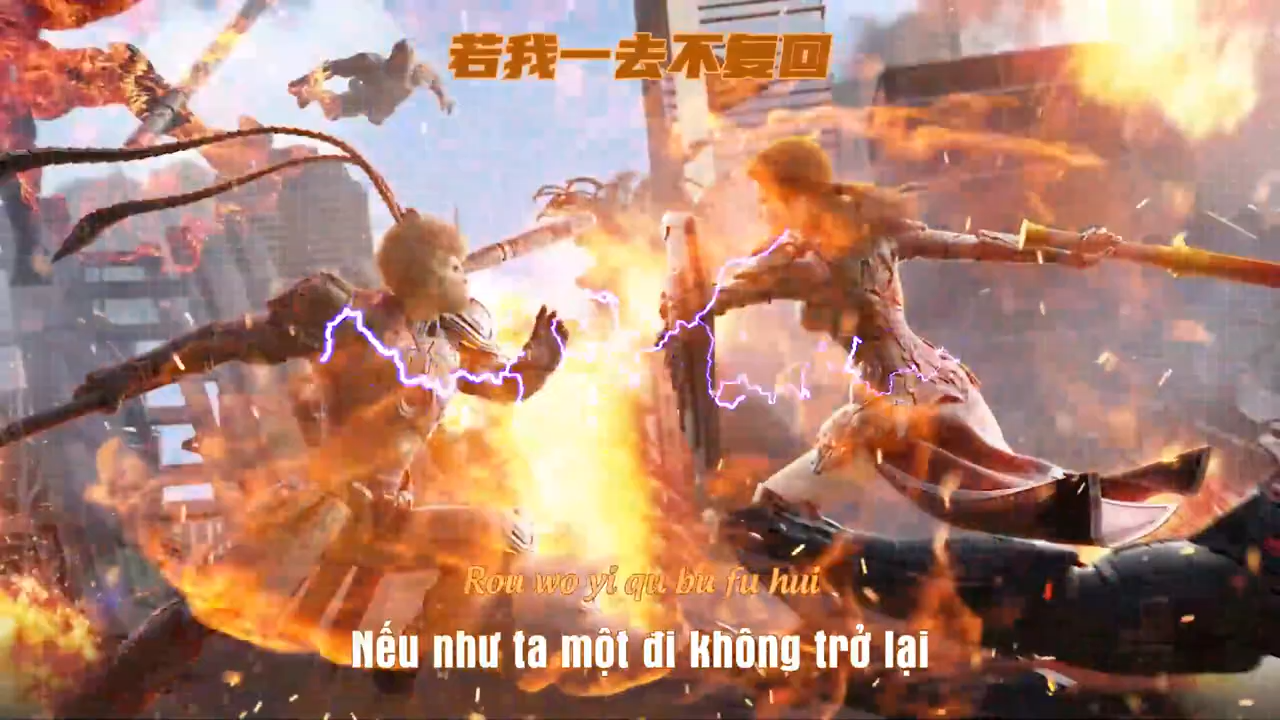 若我一去不复回
Rou wo yi qu bu fu hui
Nếu như ta một đi không trở lại